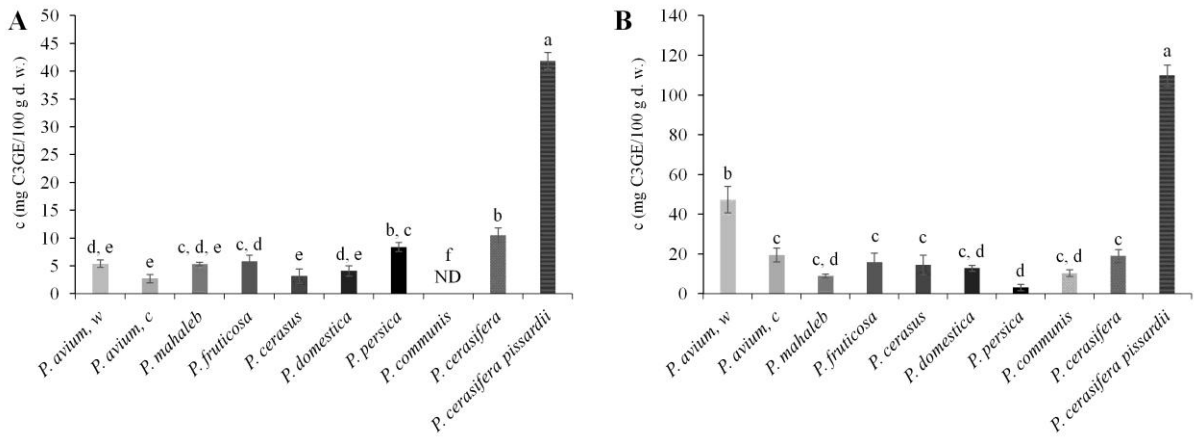 A
c (mg C3GE/100 g d. w.)
50
45
40
35
30
25
20
15
10
5
0
d, e
e
c, d, e
c, d
e
d, e
b, c
f
ND
b
a
P. avium, w
P. avium, c
P. mahaleb
P. fruticosa
P. cerasus
P. domestica
P. persica
P. communis
P. cerasifera
P. cerasifera pissardii
B
c (mg C3GE/100 g d. w.)
140
120
100
80
60
40
20
0
b
c
c, d
c
c
c, d
d
c, d
c
a
P. avium, w
P. avium, c
P. mahaleb
P. fruticosa
P. cerasus
P. domestica
P. persica
P. communis
P. cerasifera
P. cerasifera pissardii